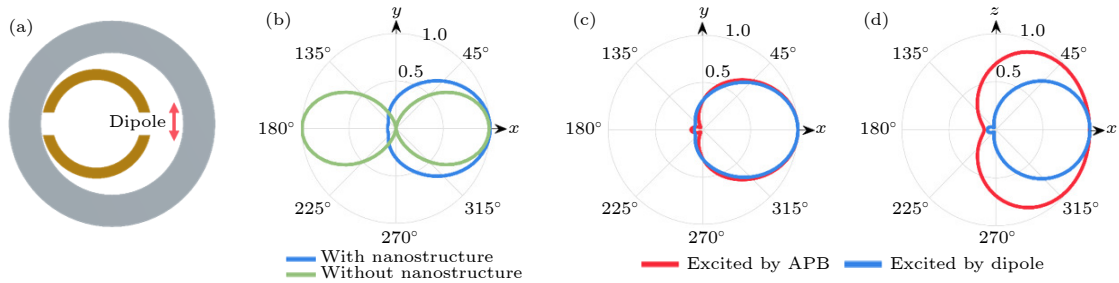 (a)
Dipole
(b)
y
1.0
135°
45°
0.5
180°
x
225°
315°
270°
With nanostructure
Without nanostructure
(c)
y
1.0
135°
45°
0.5
180°
x
225°
315°
270°
(d)
z
1.0
135°
45°
0.5
180°
x
225°
315°
270°
Excited by APB
Excited by dipole